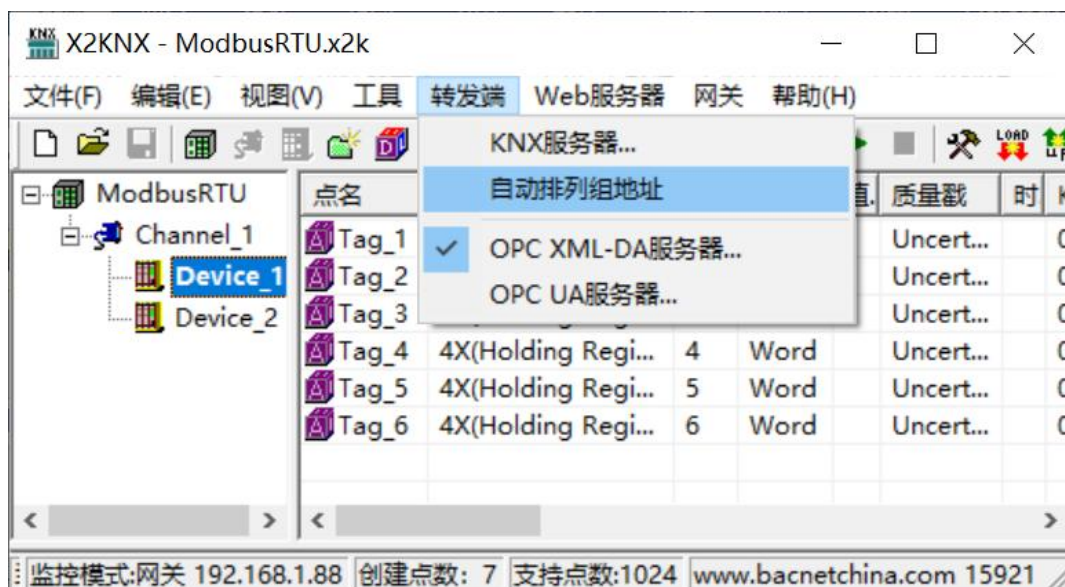 KNX X2KNX - ModbusRTU.x2k
文件(F) 编辑(E) 视图(V) 工具 转发端 Web服务器 网关 帮助(H)
KNX服务器...
LOAD
自动排列组地址
OPC XML-DA服务器...
OPC UA服务器...
ModbusRTU
Channel_1
Device_1
Device_2
点名 值. 质量戳 时
Tag_1 Uncert...
Tag_2 Uncert...
Tag_3 Uncert...
Tag_4 4X(Holding Regi... 4 Word Uncert...
Tag_5 4X(Holding Regi... 5 Word Uncert...
Tag_6 4X(Holding Regi... 6 Word Uncert...
监控模式:网关 192.168.1.88 创建点数: 7 支持点数:1024 www.bacnetchina.com 15921